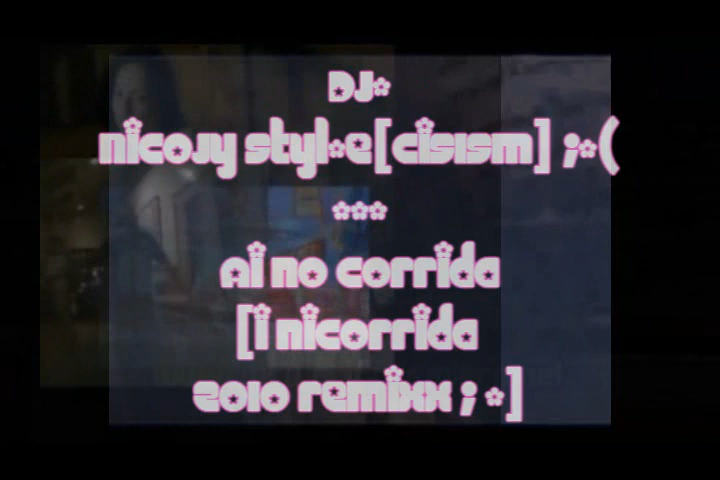 DJ*
nicojy styl*e[cisism] ;*(
***
Ai no corrida
[i nicorrida
2010 remixx ; *]